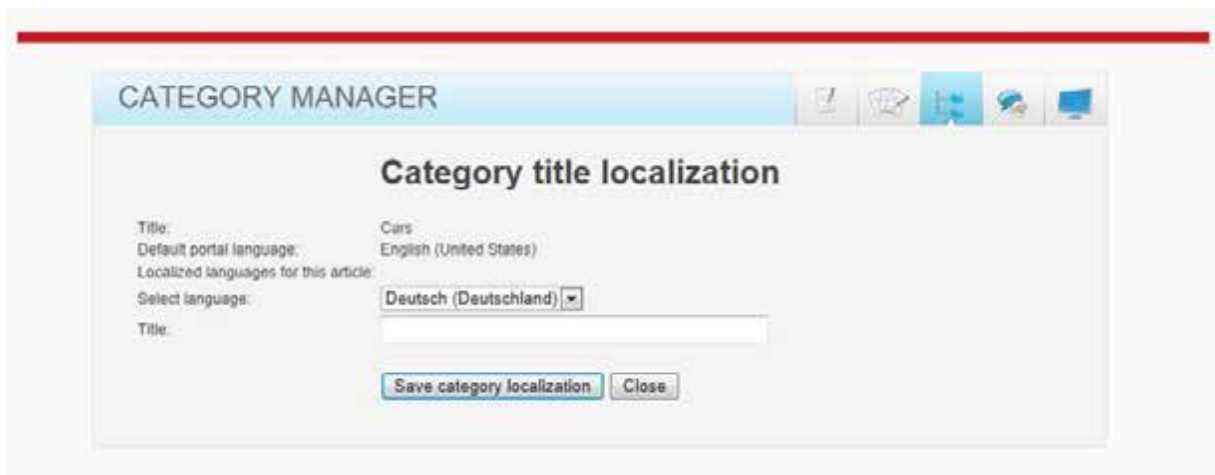 CATEGORY MANAGER
Category title localization
Title: Cars
Default portal language: English (United States)
Localized languages for this article:
Select language: Deutsch (Deutschland)
Title:
Save category localization Close